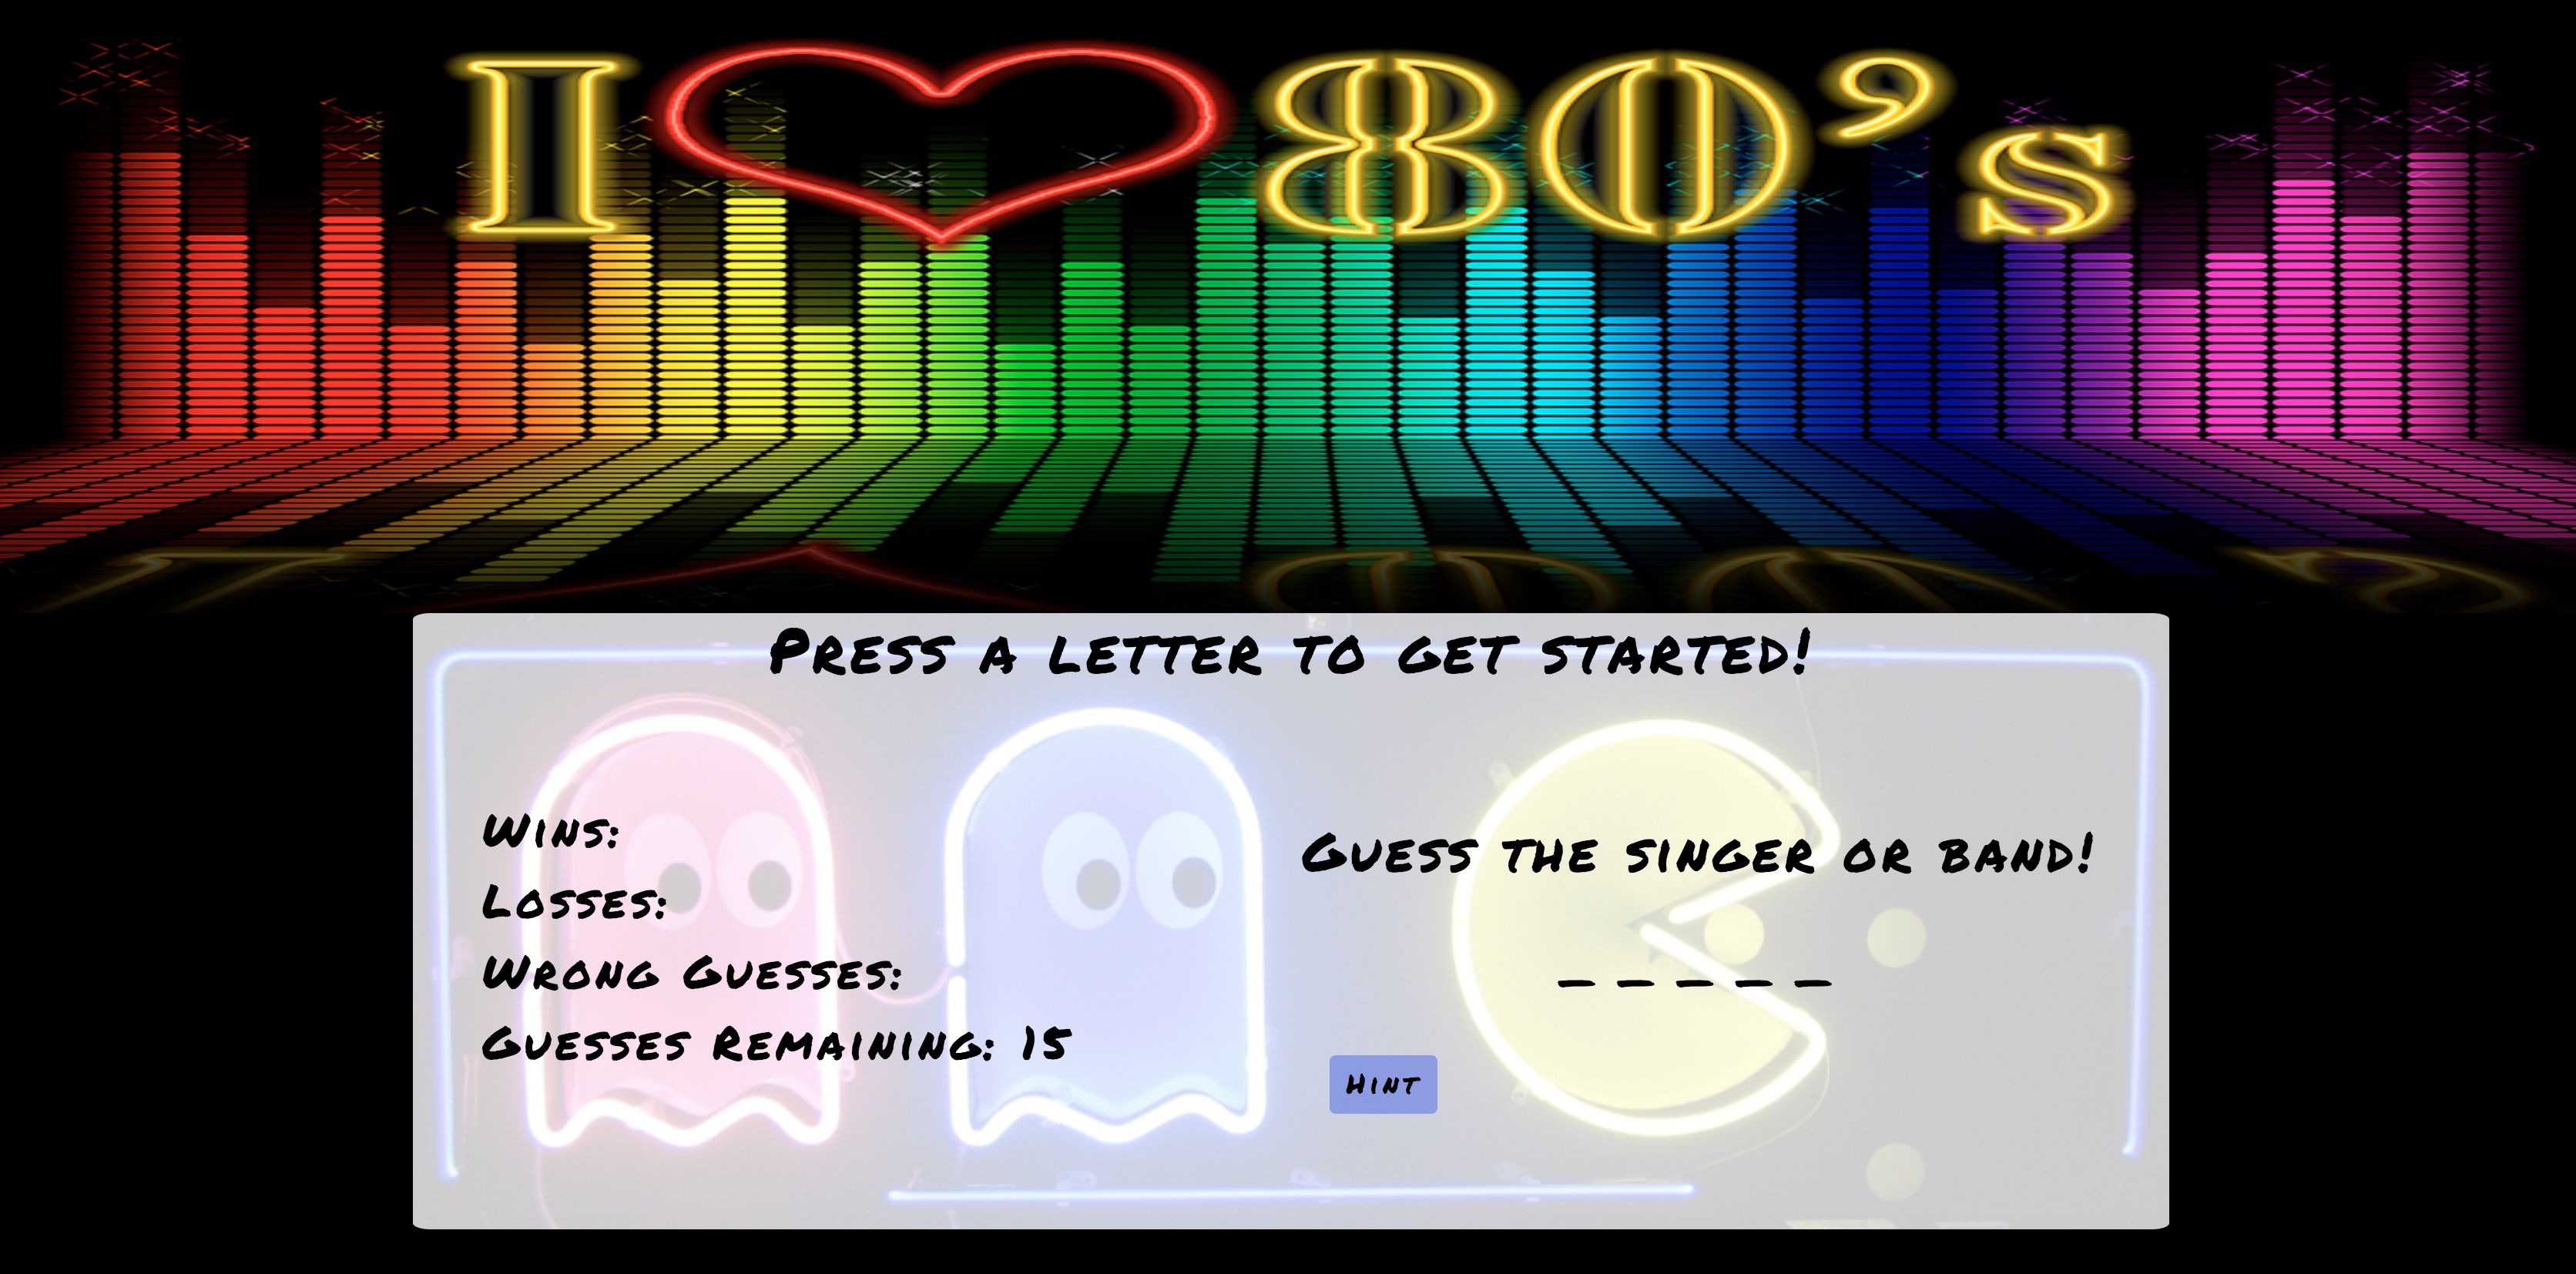 I ♥ 80's
Press a letter to get started!
Wins:
Losses:
Wrong Guesses:
Guesses Remaining: 15
Guess the singer or band!
_ _ _ _ _
Hint